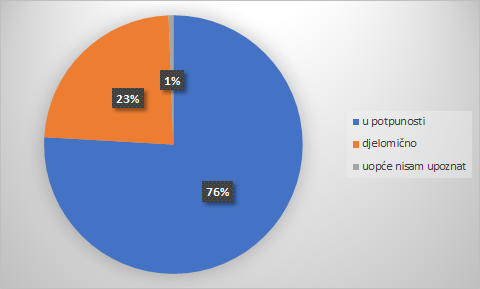 1%
23%
76%
u potpunosti
djelomično
uopće nisam upoznat